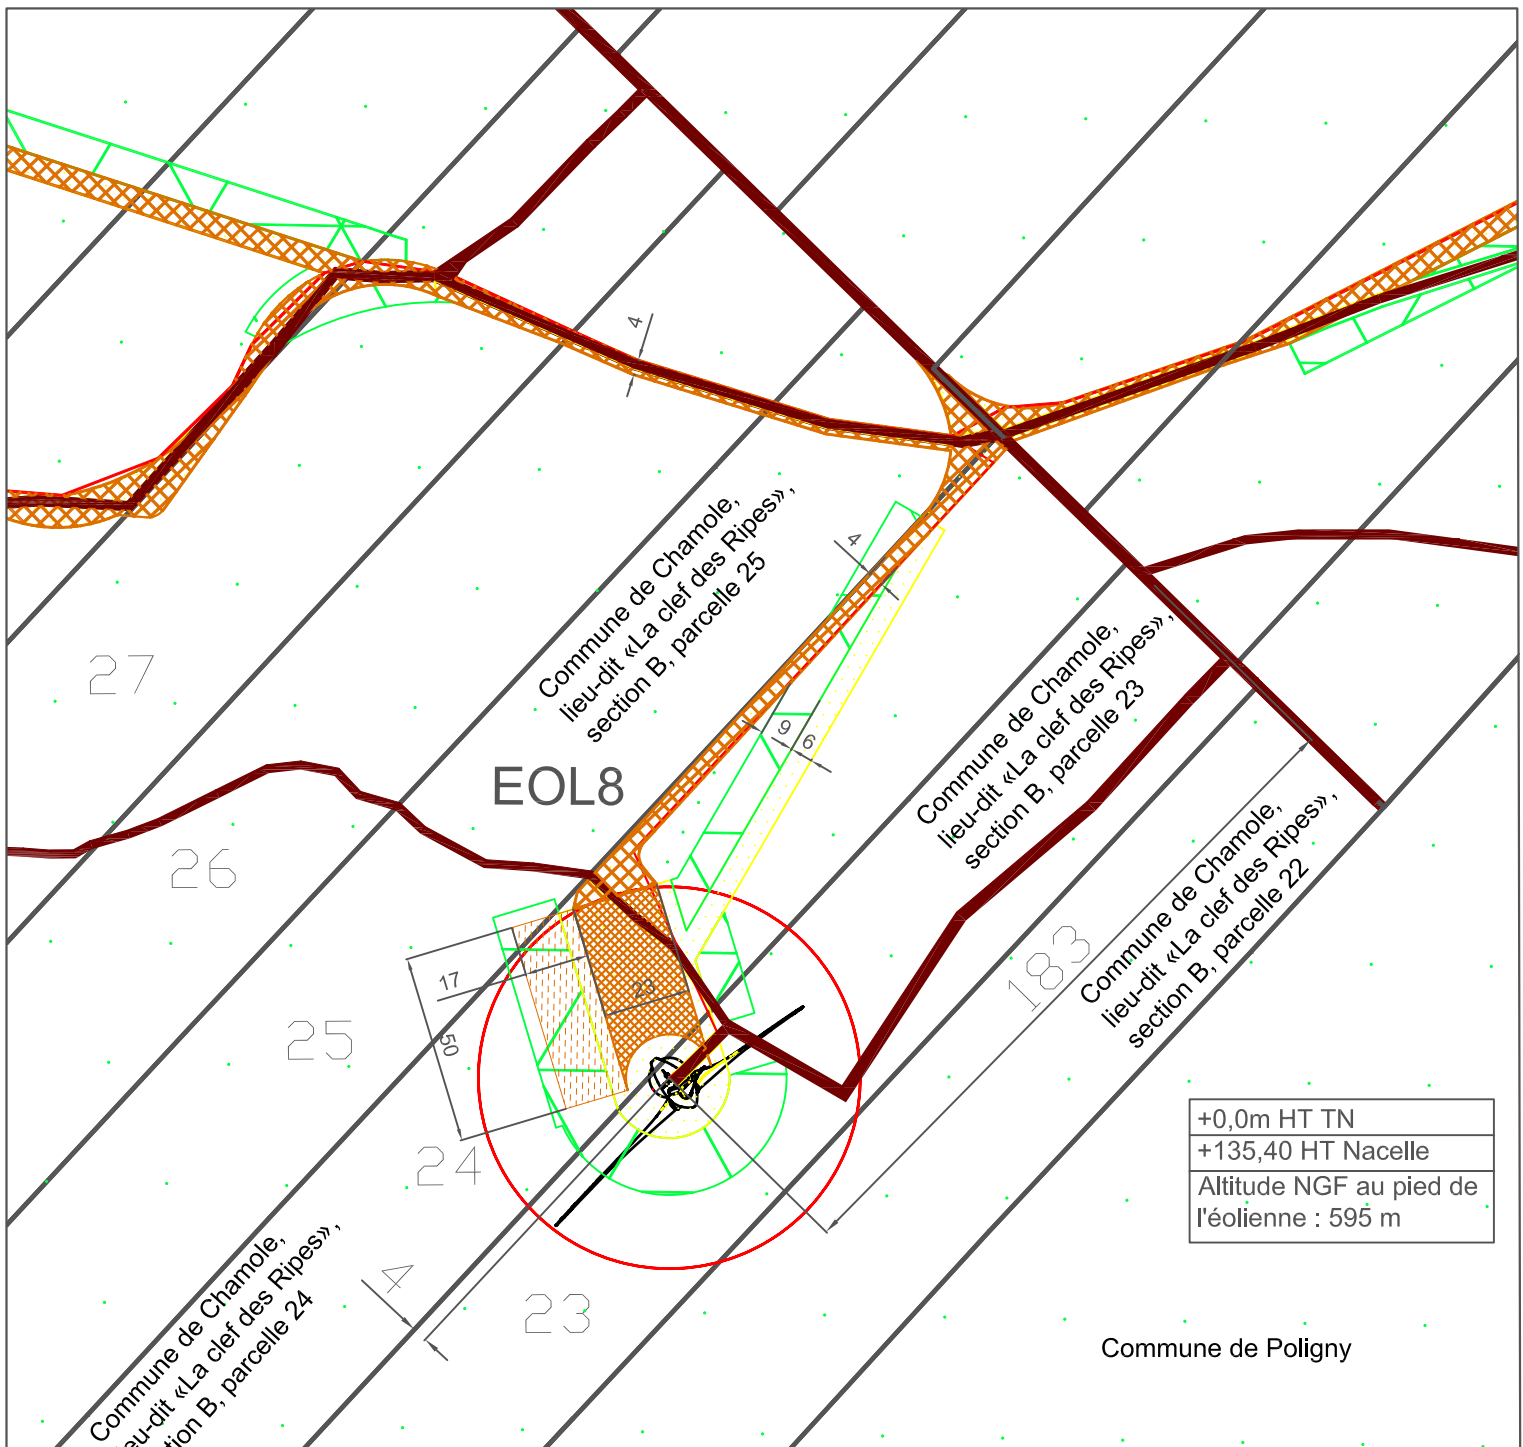 4
Commune de Chamole,
lieu-dit «La clef des Ripes»,
section B, parcelle 25
4
27
9
6
EOL8
Commune de Chamole,
lieu-dit «La clef des Ripes»,
section B, parcelle 23
26
Commune de Chamole,
lieu-dit «La clef des Ripes»,
section B, parcelle 22
183
17
23
50
25
24
+0,0m HT TN
+135,40 HT Nacelle
Altitude NGF au pied de
l'éolienne : 595 m
4
23
Commune de Chamole,
lieu-dit «La clef des Ripes»,
tion B, parcelle 24
Commune de Poligny